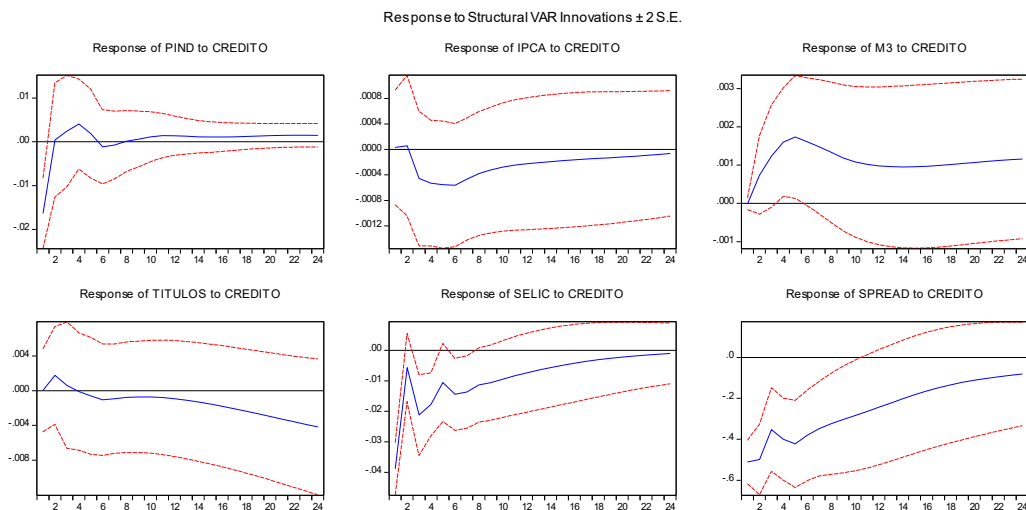 Response to Structural VAR Innovations ± 2 S.E.
Response of PIND to CREDITO
.01
.00
-.01
-.02
2 4 6 8 10 12 14 16 18 20 22 24
Response of IPCA to CREDITO
.0008
.0004
.0000
-.0004
-.0008
-.0012
2 4 6 8 10 12 14 16 18 20 22 24
Response of M3 to CREDITO
.003
.002
.001
.000
-.001
2 4 6 8 10 12 14 16 18 20 22 24
Response of TITULOS to CREDITO
.004
.000
-.004
-.008
2 4 6 8 10 12 14 16 18 20 22 24
Response of SELIC to CREDITO
.00
-.01
-.02
-.03
-.04
2 4 6 8 10 12 14 16 18 20 22 24
Response of SPREAD to CREDITO
.0
-.2
-.4
-.6
2 4 6 8 10 12 14 16 18 20 22 24